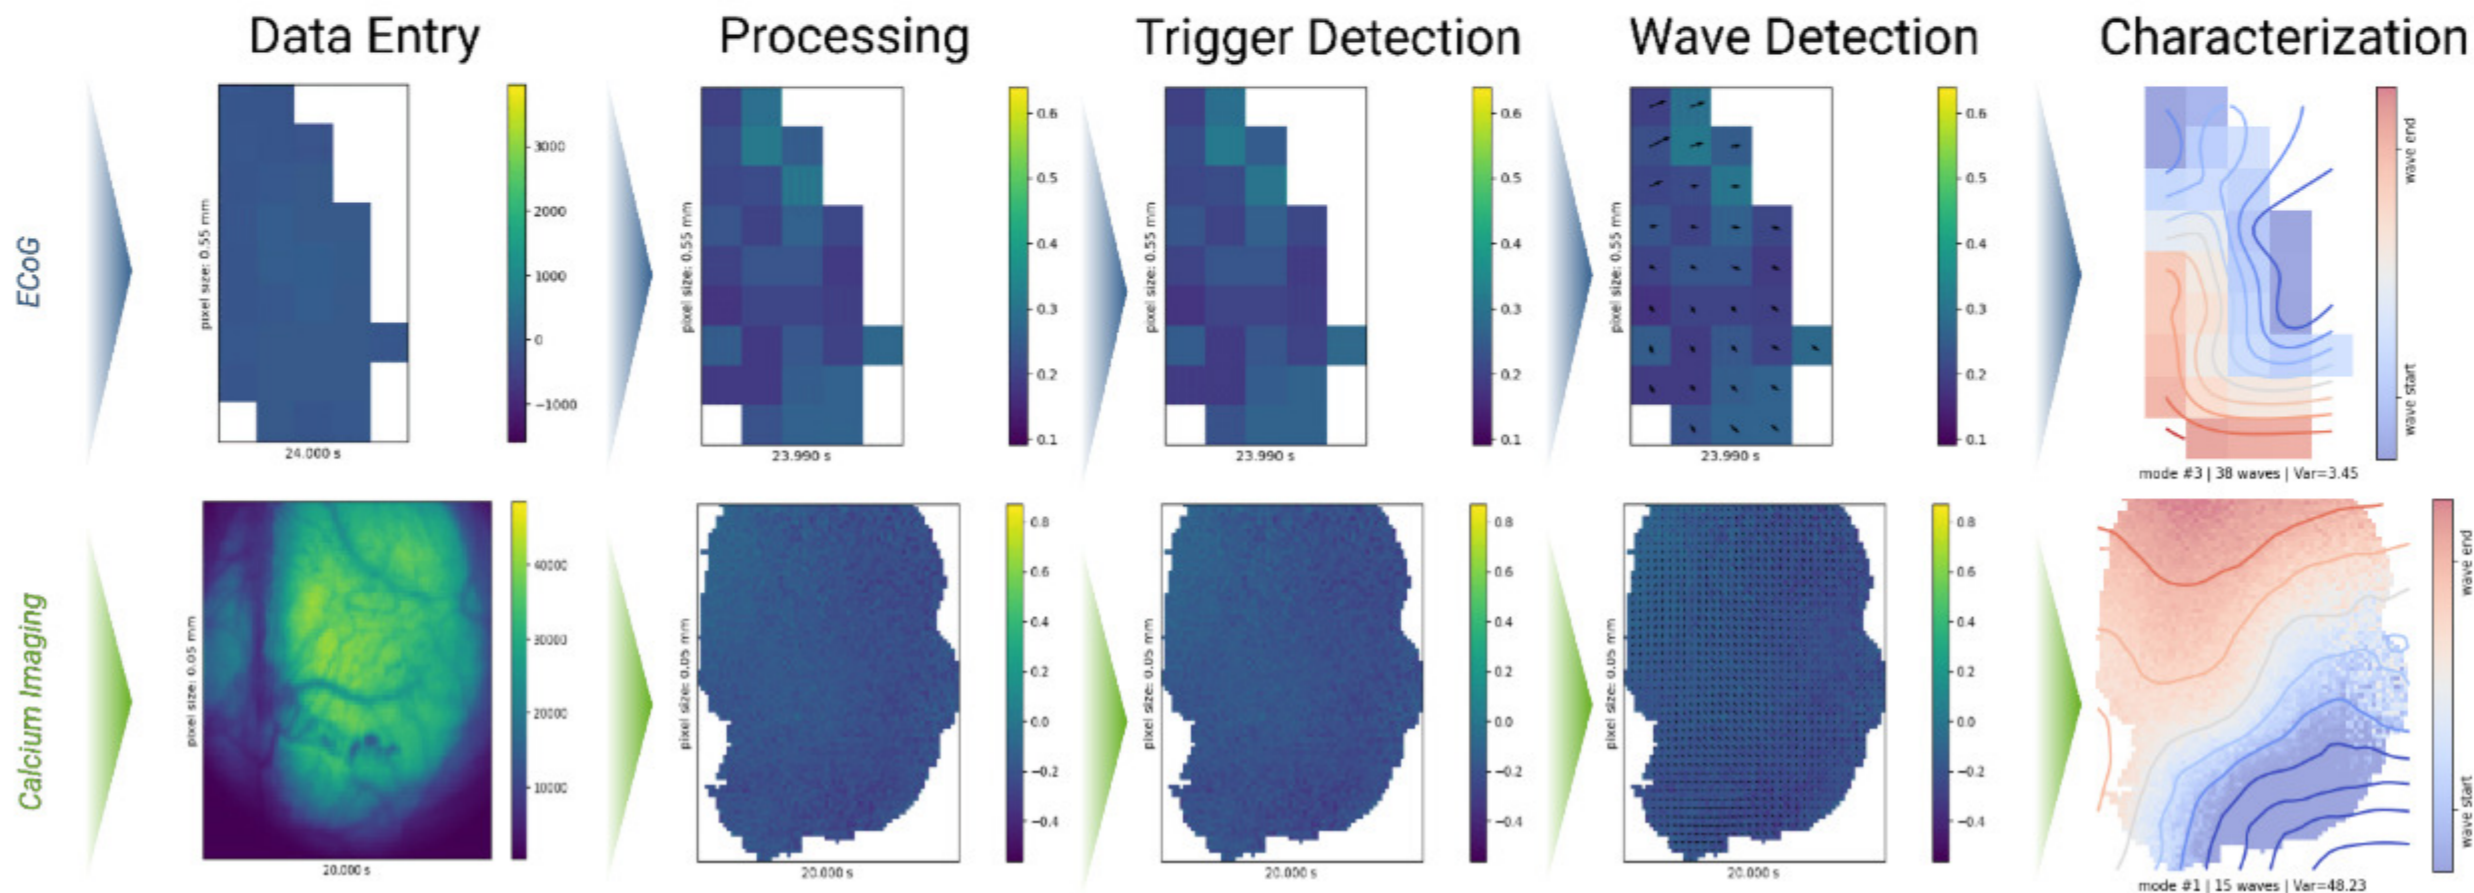 Data Entry
Processing
Trigger Detection
Wave Detection
Characterization
ECoG
pixel size: 0.55 mm
3000
2000
1000
0
−1000
24.000 s
pixel size: 0.55 mm
0.6
0.5
0.4
0.3
0.2
0.1
23.990 s
pixel size: 0.55 mm
0.6
0.5
0.4
0.3
0.2
0.1
23.990 s
pixel size: 0.55 mm
0.6
0.5
0.4
0.3
0.2
0.1
23.990 s
wave end
wave start
mode #3 | 38 waves | Var=3.45
Calcium Imaging
pixel size: 0.05 mm
40000
30000
20000
10000
20.000 s
pixel size: 0.05 mm
0.8
0.6
0.4
0.2
0.0
−0.2
−0.4
20.000 s
pixel size: 0.05 mm
0.8
0.6
0.4
0.2
0.0
−0.2
−0.4
20.000 s
pixel size: 0.05 mm
0.8
0.6
0.4
0.2
0.0
−0.2
−0.4
20.000 s
wave end
wave start
mode #1 | 15 waves | Var=48.23